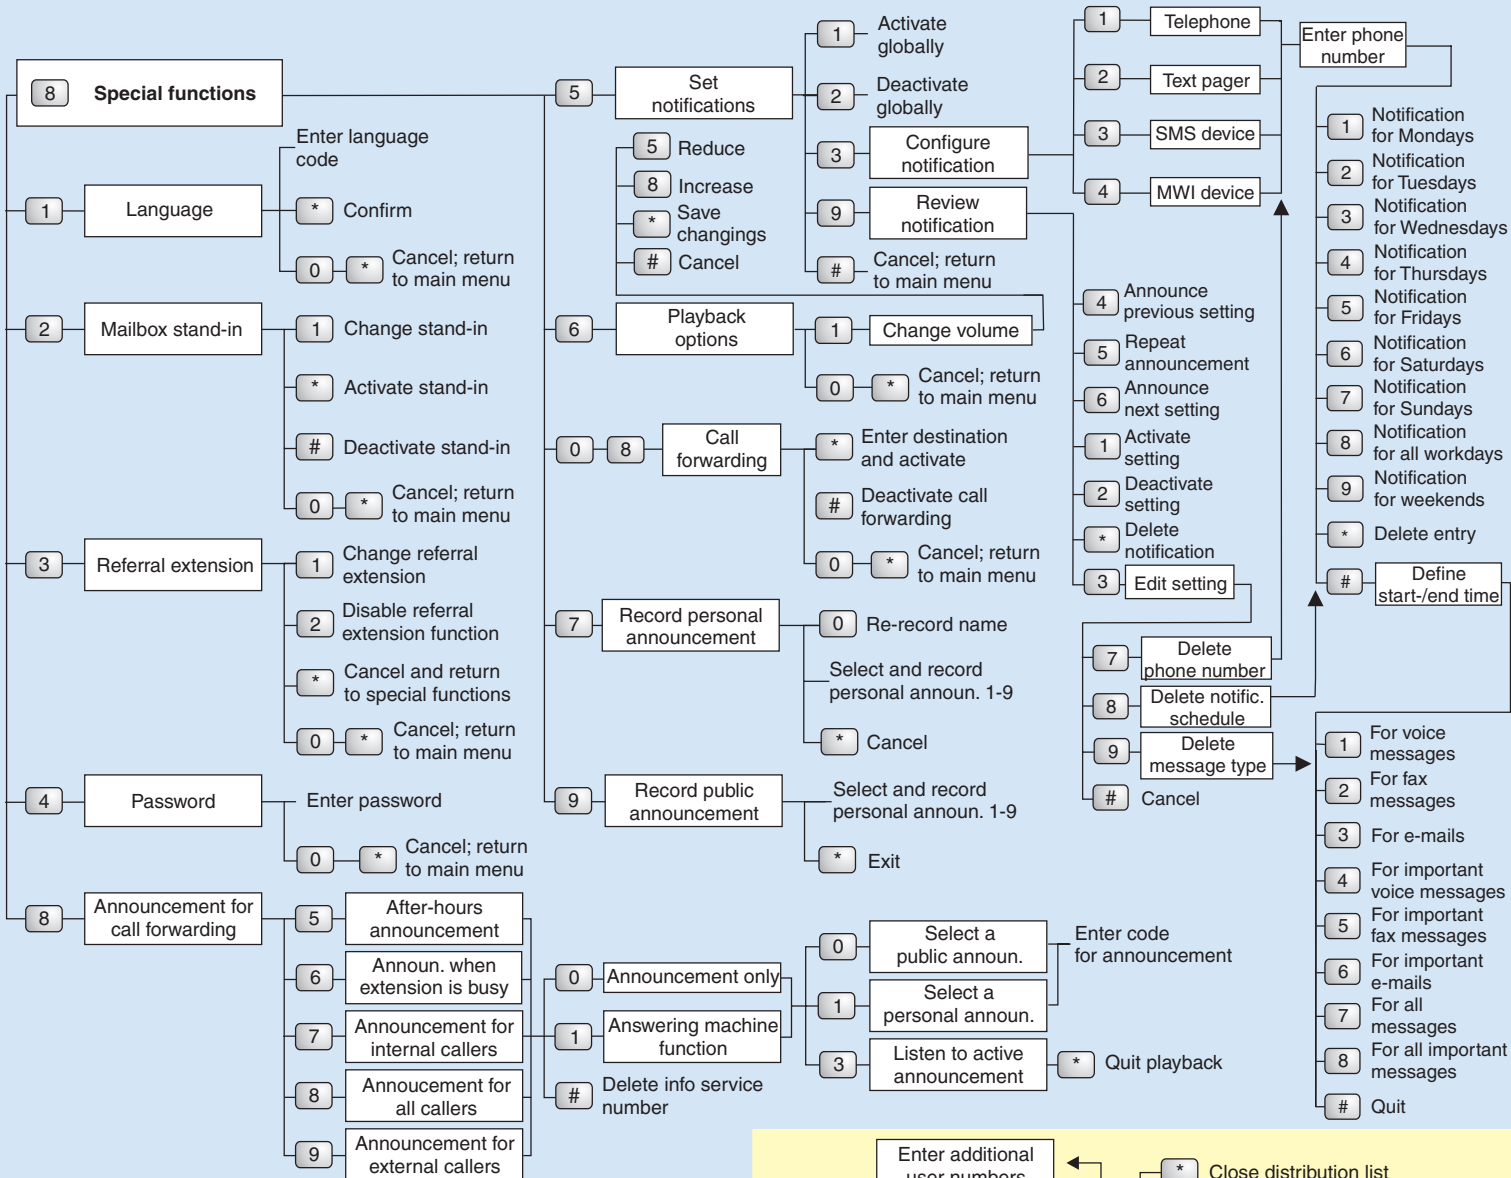 8 Special functions
Enter language
code
1 Language
* Confirm
0 * Cancel; return
to main menu
2 Mailbox stand-in
1 Change stand-in
* Activate stand-in
# Deactivate stand-in
0 * Cancel; return
to main menu
3 Referral extension
1 Change referral
extension
2 Disable referral
extension function
* Cancel and return
to special functions
0 * Cancel; return
to main menu
4 Password
Enter password
0 * Cancel; return
to main menu
8 Announcement for
call forwarding
5 After-hours
announcement
6 Announ. when
extension is busy
7 Announcement for
internal callers
8 Annoucement for
all callers
9 Announcement for
external callers
0 Announcement only
1 Answering machine
function
# Delete info service
number
0 Select a
public announ.
1 Select a
personal announ.
Enter code
for announcement
3 Listen to active
announcement
* Quit playback
5 Set
notifications
1 Activate
globally
2 Deactivate
globally
3 Configure
notification
9 Review
notification
# Cancel; return
to main menu
5 Reduce
8 Increase
* Save
changings
# Cancel
6 Playback
options
1 Change volume
0 * Cancel; return
to main menu
0 8 Call
forwarding
* Enter destination
and activate
# Deactivate call
forwarding
0 * Cancel; return
to main menu
7 Record personal
announcement
0 Re-record name
Select and record
personal announ. 1-9
* Cancel
9 Record public
announcement
Select and record
personal announ. 1-9
* Exit
1 Telephone
2 Text pager
3 SMS device
4 MWI device
Enter phone
number
4 Announce
previous setting
5 Repeat
announcement
6 Announce
next setting
1 Activate
setting
2 Deactivate
setting
* Delete
notification
3 Edit setting
7 Delete
phone number
8 Delete notific.
schedule
9 Delete
message type
# Cancel
1 Notification
for Mondays
2 Notification
for Tuesdays
3 Notification
for Wednesdays
4 Notification
for Thursdays
5 Notification
for Fridays
6 Notification
for Saturdays
7 Notification
for Sundays
8 Notification
for all workdays
9 Notification
for weekends
* Delete entry
# Define
start-/end time
1 For voice
messages
2 For fax
messages
3 For e-mails
4 For important
voice messages
5 For important
fax messages
6 For important
e-mails
7 For all
messages
8 For all important
messages
# Quit
Enter additional
user numbers
* Close distribution list